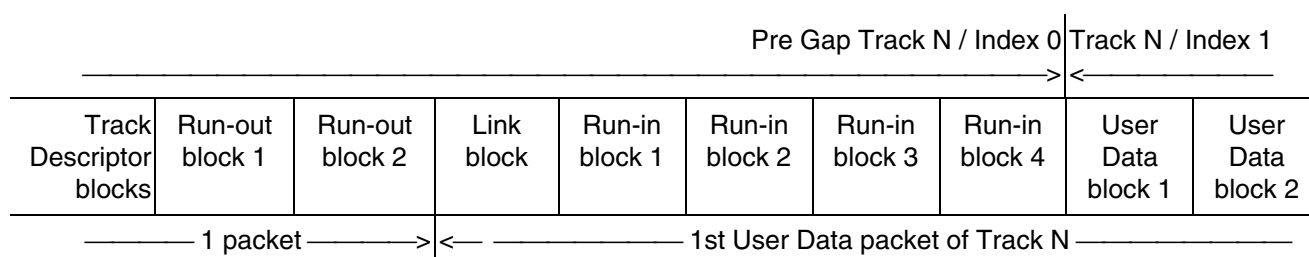 Pre Gap Track N / Index 0 Track N / Index 1
Track Descriptor blocks
Run-out block 1
Run-out block 2
Link block
Run-in block 1
Run-in block 2
Run-in block 3
Run-in block 4
User Data block 1
User Data block 2
1 packet
1st User Data packet of Track N